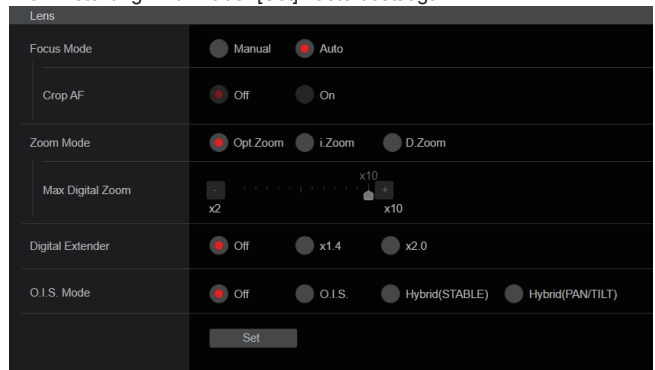 Lens
Focus Mode Manual Auto
Crop AF Off On
Zoom Mode Opt.Zoom i.Zoom D.Zoom
x10
Max Digital Zoom - +
x2 x10
Digital Extender Off x1.4 x2.0
O.I.S. Mode Off O.I.S. Hybrid(STABLE) Hybrid(PAN/TILT)
Set